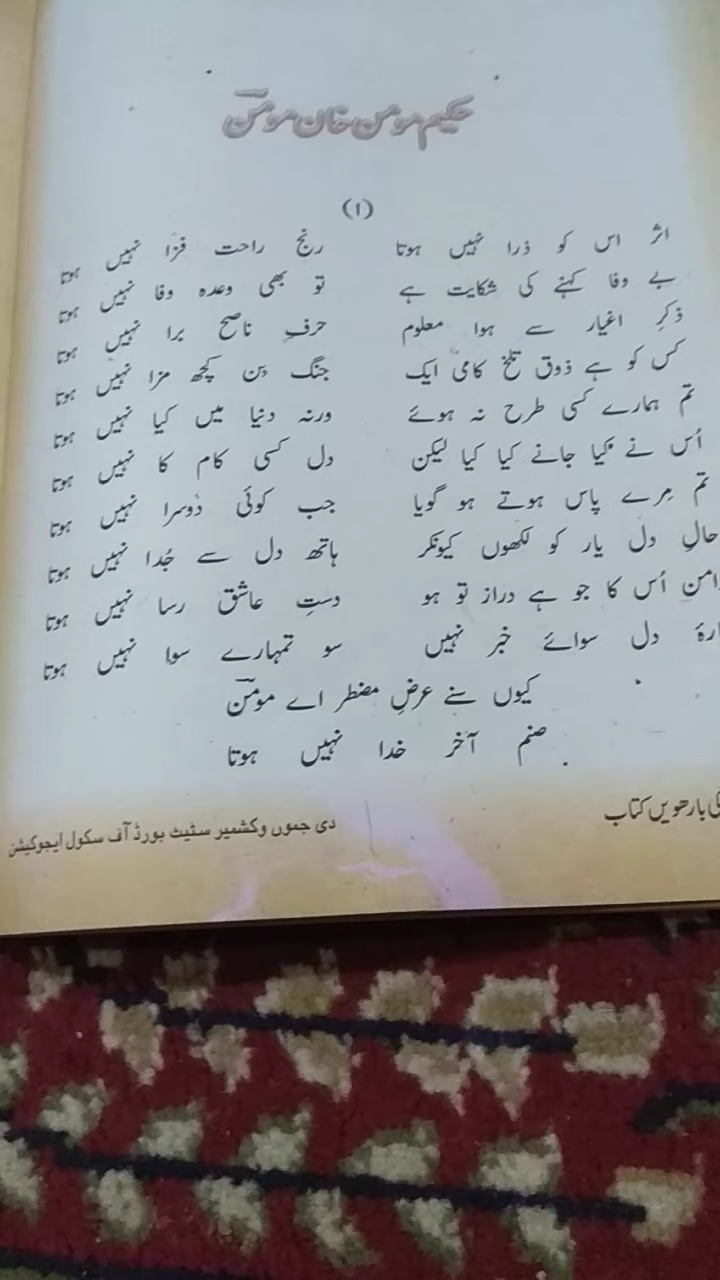 حکیم مومن خان مومنؔ
(۱)
اثر اس کو ذرا نہیں ہوتا رنج راحت فزا نہیں ہوتا
بے وفا کہنے کی شکایت ہے تو بھی وعدہ وفا نہیں ہوتا
ذکرِ اغیار سے ہوا معلوم حرفِ ناصح برا نہیں ہوتا
کس کو ہے ذوق تلخ کامی ایک جنگ بن کچھ مزا نہیں ہوتا
تم ہمارے کسی طرح نہ ہوئے ورنہ دنیا میں کیا نہیں ہوتا
اُس نے کیا جانے کیا کیا لیکن دل کسی کام کا نہیں ہوتا
تم مِرے پاس ہوتے ہو گویا جب کوئی دُوسرا نہیں ہوتا
حالِ دل یار کو لکھوں کیونکر ہاتھ دل سے جُدا نہیں ہوتا
اُس کا جو ہے دراز تو ہو دستِ عاشق رسا نہیں ہوتا
دل سوائے خبر نہیں سو تمہارے سوا نہیں ہوتا
کیوں سنے عرضِ مضطر اے مومنؔ
صنم آخر خدا نہیں ہوتا
کی بارھویں کتاب دی جموں و کشمیر سٹیٹ بورڈ آف سکول ایجوکیشن